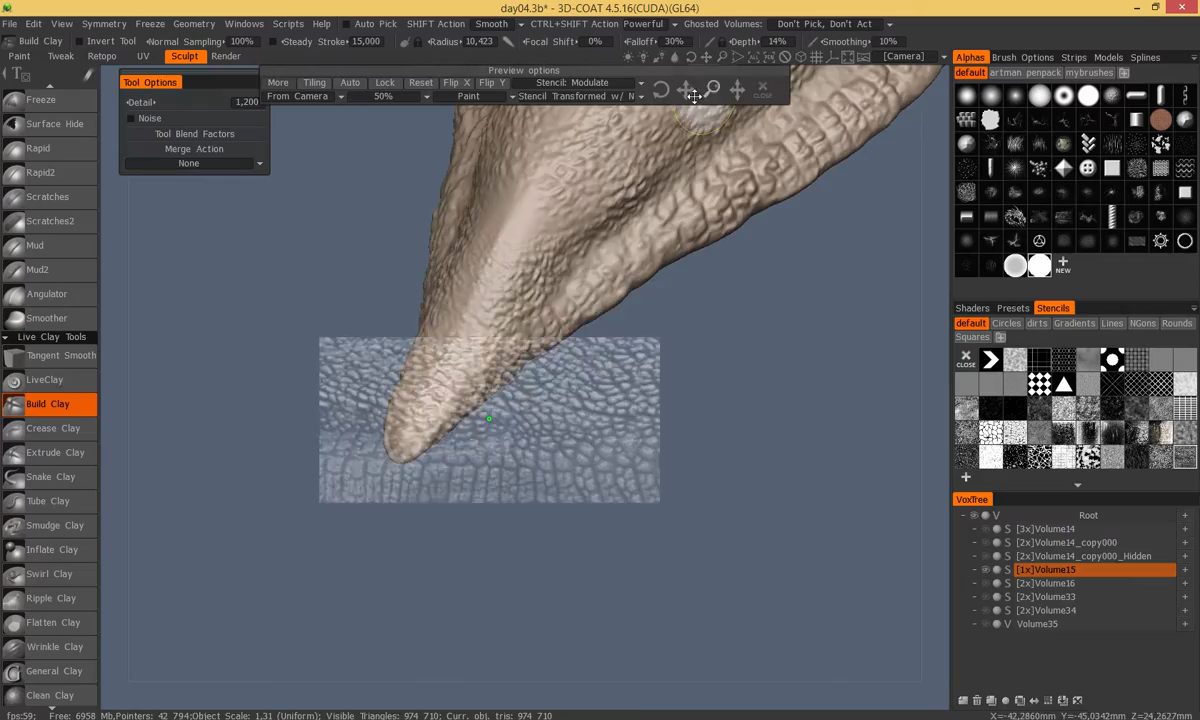 day04.3b* - 3D-COAT 4.5.16(CUDA)(GL64)
File Edit View Symmetry Freeze Geometry Windows Scripts Help Auto Pick SHIFT Action Smooth CTRL+SHIFT Action Powerful Ghosted Volumes: Don't Pick, Don't Act
Build Clay Invert Tool Normal Sampling 100% Steady Stroke 15,000 Radius 10,423 Focal Shift 0% Falloff 30% Depth 14% Smoothing 10%
Paint Tweak Retopo UV Sculpt Render [Camera]
Tool Options
Detail 1,200
Noise
Tool Blend Factors
Merge Action
None
Preview options
More Tiling Auto Lock Reset Flip X Flip Y Stencil: Modulate
From Camera 50% Paint Stencil Transformed w/ N
CLOSE
Freeze
Surface Hide
Rapid
Rapid2
Scratches
Scratches2
Mud
Mud2
Angulator
Smoother
Live Clay Tools
Tangent Smooth
LiveClay
Build Clay
Crease Clay
Extrude Clay
Snake Clay
Tube Clay
Smudge Clay
Inflate Clay
Swirl Clay
Ripple Clay
Flatten Clay
Wrinkle Clay
General Clay
Clean Clay
Alphas Brush Options Strips Models Splines
default artman penpack mybrushes
NEW
Shaders Presets Stencils
default Circles dirts Gradients Lines NGons Rounds
Squares
CLOSE
VoxTree
Root
[3x]Volume14
[2x]Volume14_copy000
[2x]Volume14_copy000_Hidden
[1x]Volume15
[2x]Volume16
[2x]Volume33
[2x]Volume34
Volume35
fps:59; Free: 6958 Mb,Pointers: 42 794;Object Scale: 1,31 (Uniform); Visible Triangles: 974 710; Curr. obj. tris: 974 710;
X=-42,2860mm Y=-45,0342mm Z=24,2627mm